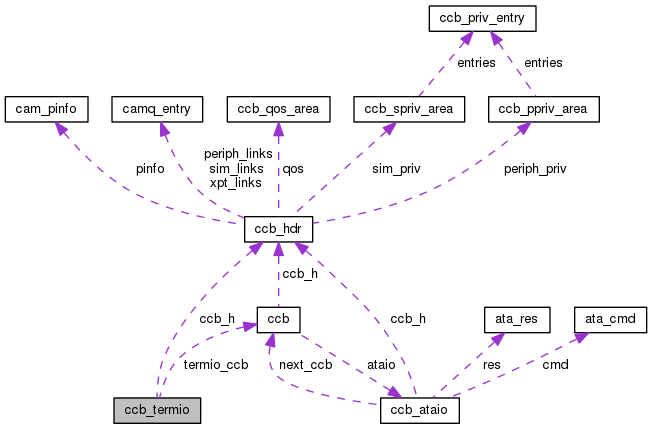 ccb_priv_entry
entries
entries
cam_pinfo
camq_entry
ccb_qos_area
ccb_spriv_area
ccb_ppriv_area
pinfo
periph_links
sim_links
xpt_links
qos
sim_priv
periph_priv
ccb_hdr
ccb_h
ccb_h
ccb_h
ccb
ata_res
ata_cmd
termio_ccb
next_ccb
ataio
res
cmd
ccb_termio
ccb_ataio